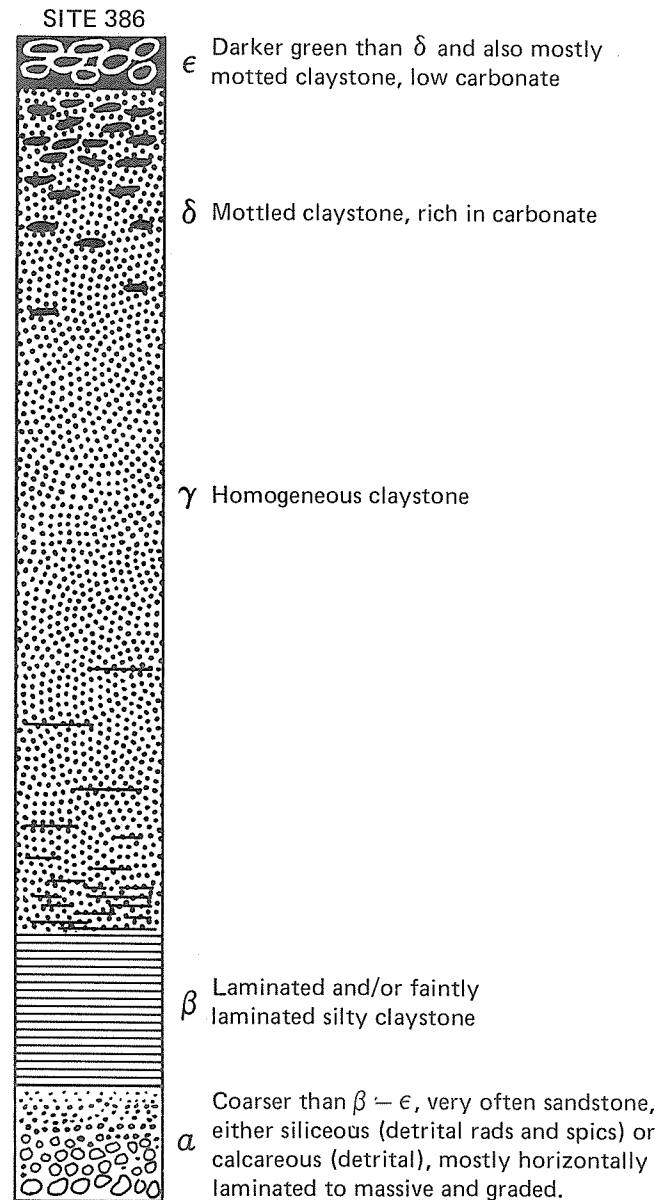 SITE 386
ϵ Darker green than δ and also mostly
motted claystone, low carbonate
δ Mottled claystone, rich in carbonate
γ Homogeneous claystone
β Laminated and/or faintly
laminated silty claystone
α Coarser than β – ϵ, very often sandstone,
either siliceous (detrital rads and spics) or
calcareous (detrital), mostly horizontally
laminated to massive and graded.